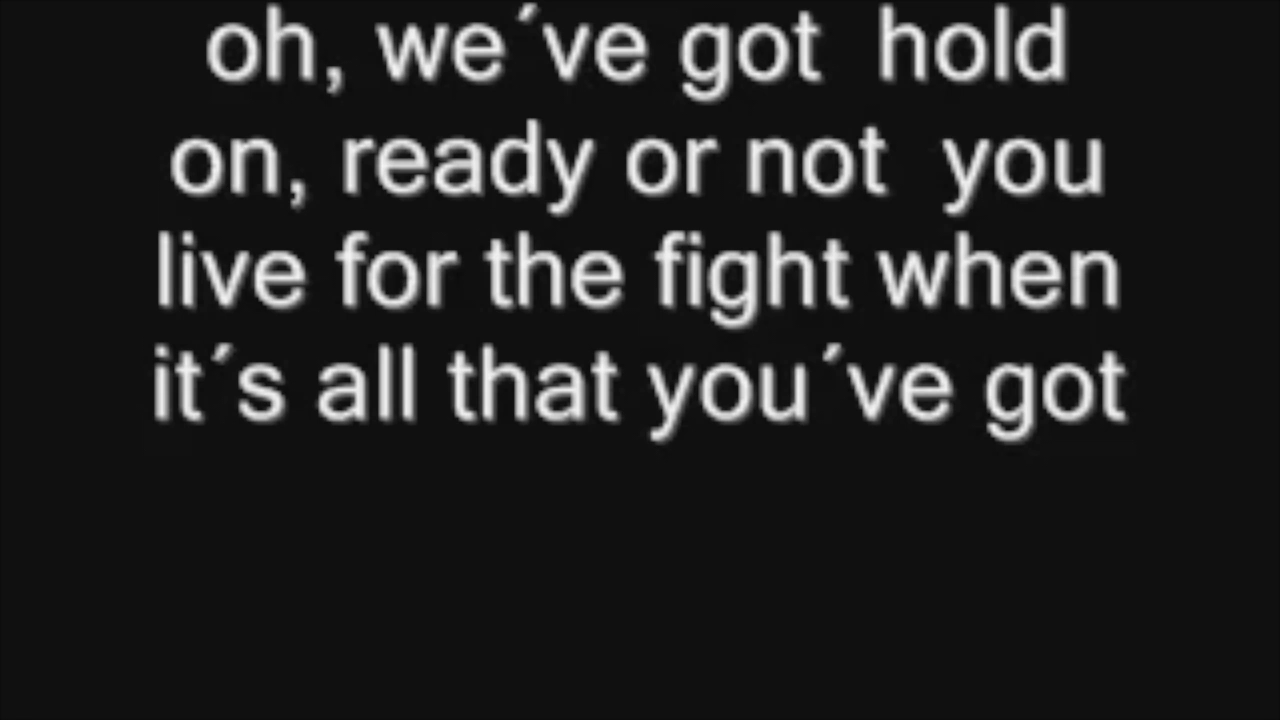 oh, we´ve got  hold
on, ready or not  you
live for the fight when
it´s all that you´ve got